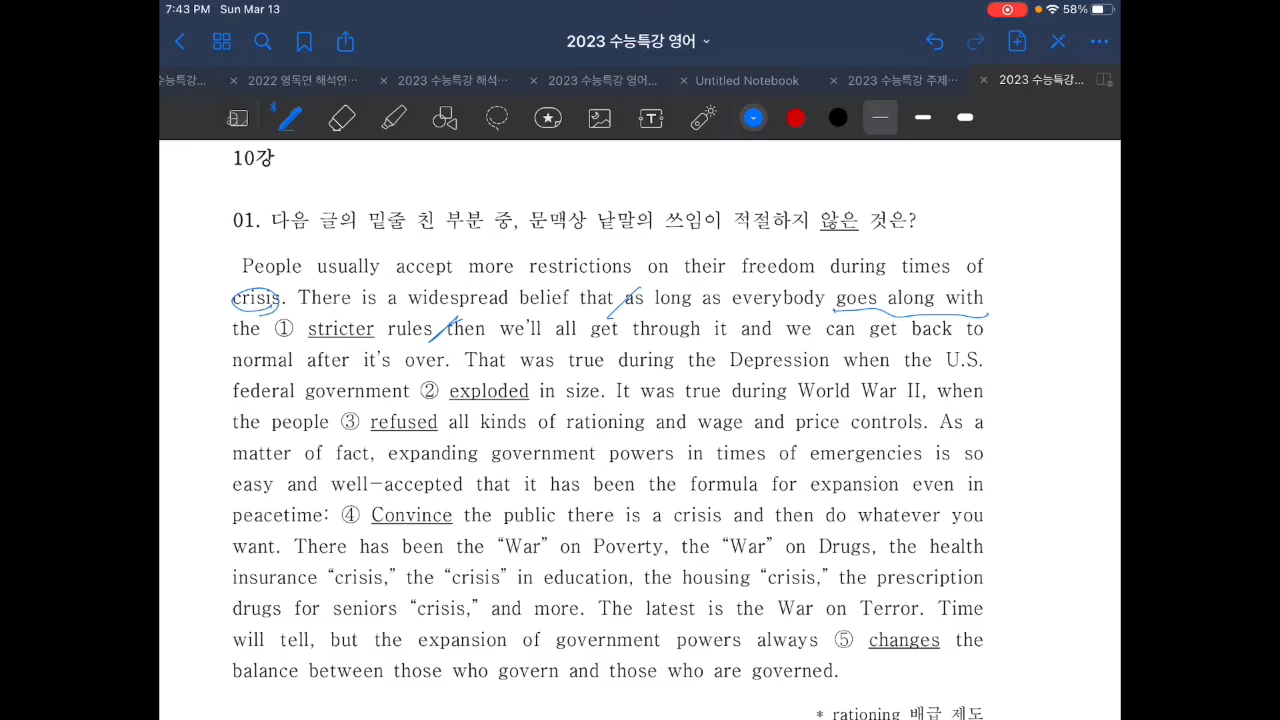 7:43 PM Sun Mar 13
58%
2023 수능특강 영어
수능특강...
2022 영독연 해석연...
2023 수능특강 해석...
2023 수능특강 영어...
Untitled Notebook
2023 수능특강 주제...
2023 수능특강...
10강
01. 다음 글의 밑줄 친 부분 중, 문맥상 낱말의 쓰임이 적절하지 않은 것은?
People usually accept more restrictions on their freedom during times of
crisis. There is a widespread belief that as long as everybody goes along with
the ① stricter rules then we'll all get through it and we can get back to
normal after it's over. That was true during the Depression when the U.S.
federal government ② exploded in size. It was true during World War II, when
the people ③ refused all kinds of rationing and wage and price controls. As a
matter of fact, expanding government powers in times of emergencies is so
easy and well-accepted that it has been the formula for expansion even in
peacetime: ④ Convince the public there is a crisis and then do whatever you
want. There has been the “War” on Poverty, the “War” on Drugs, the health
insurance “crisis,” the “crisis” in education, the housing “crisis,” the prescription
drugs for seniors “crisis,” and more. The latest is the War on Terror. Time
will tell, but the expansion of government powers always ⑤ changes the
balance between those who govern and those who are governed.
* rationing 배급 제도